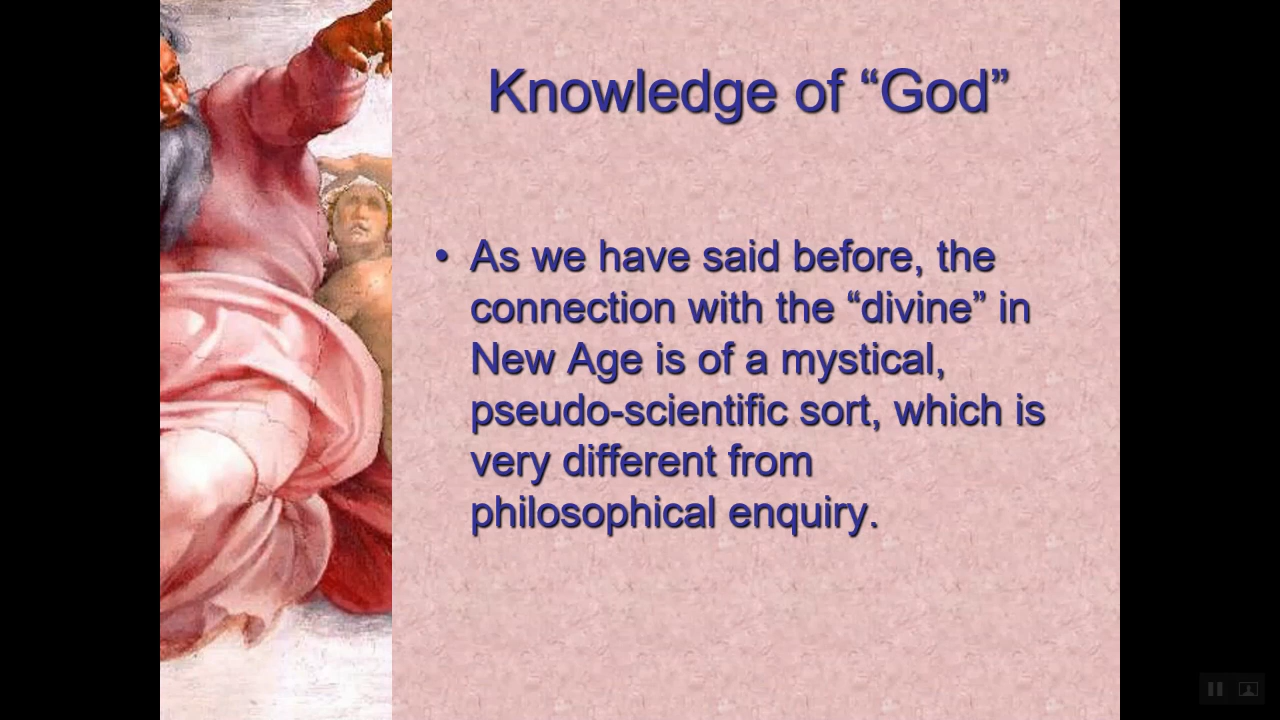 Knowledge of “God”
• As we have said before, the
connection with the “divine” in
New Age is of a mystical,
pseudo-scientific sort, which is
very different from
philosophical enquiry.